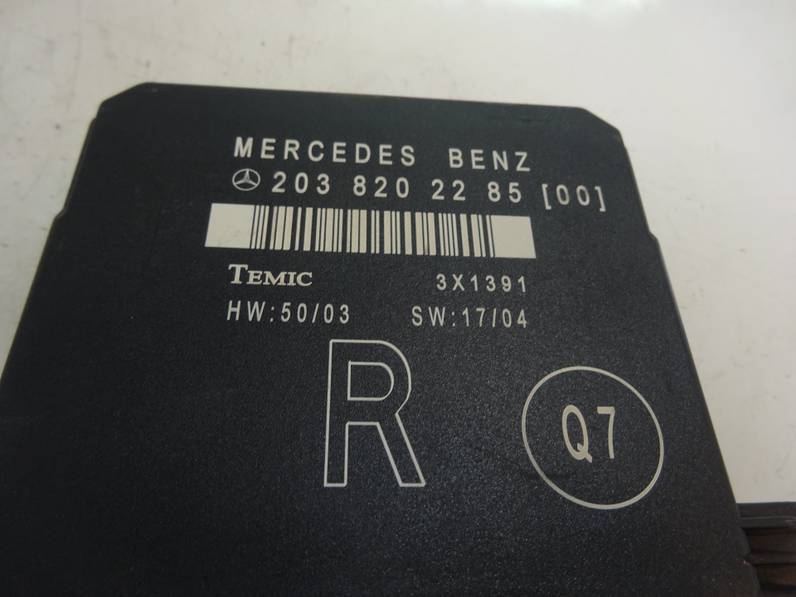 MERCEDES BENZ
203 820 22 85 [00]
TEMIC 3X1391
HW:50/03 SW:17/04
R
Q7